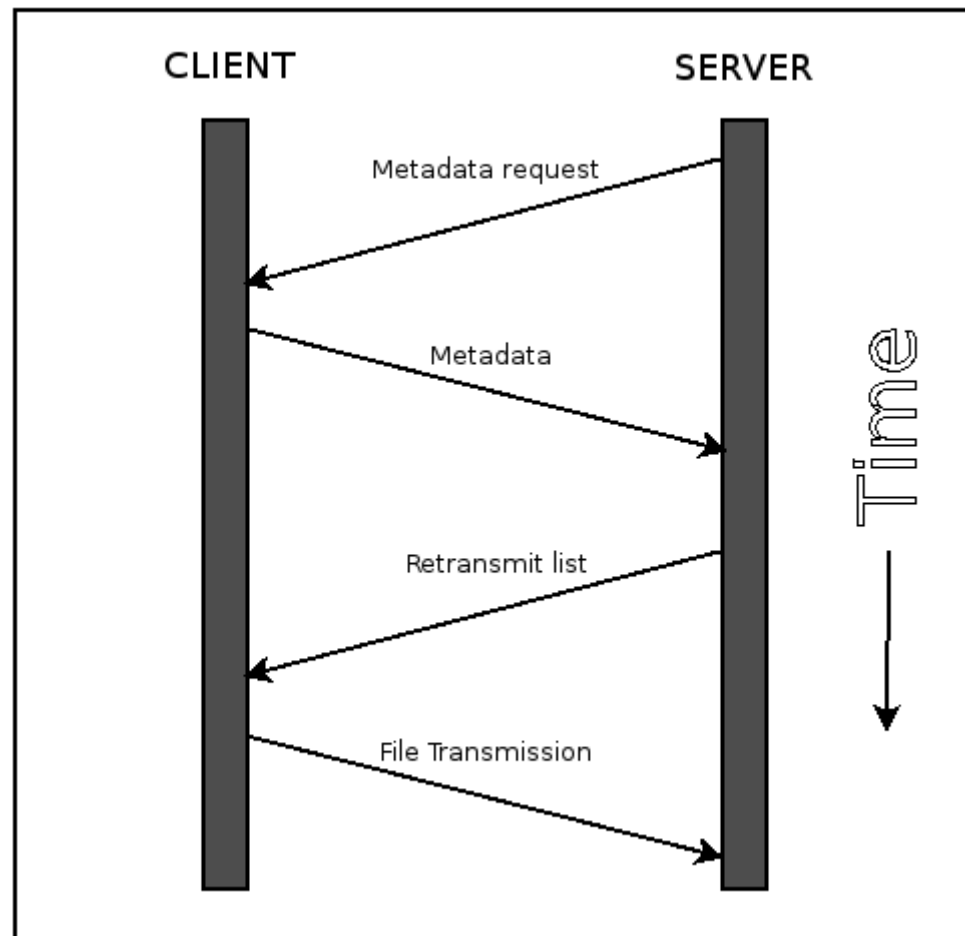 CLIENT
SERVER
Metadata request
Metadata
Time
Retransmit list
File Transmission